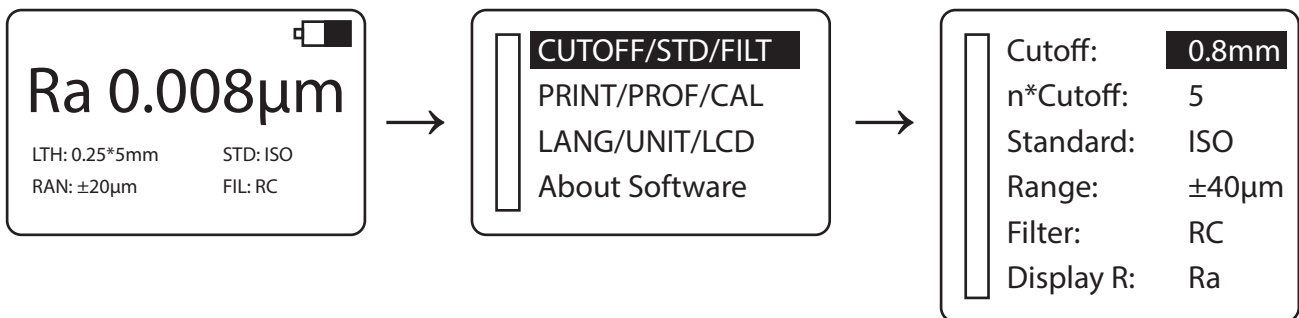 Ra 0.008µm
LTH: 0.25*5mm STD: ISO
RAN: ±20µm FIL: RC
→
CUTOFF/STD/FILT
PRINT/PROF/CAL
LANG/UNIT/LCD
About Software
→
Cutoff: 0.8mm
n*Cutoff: 5
Standard: ISO
Range: ±40µm
Filter: RC
Display R: Ra